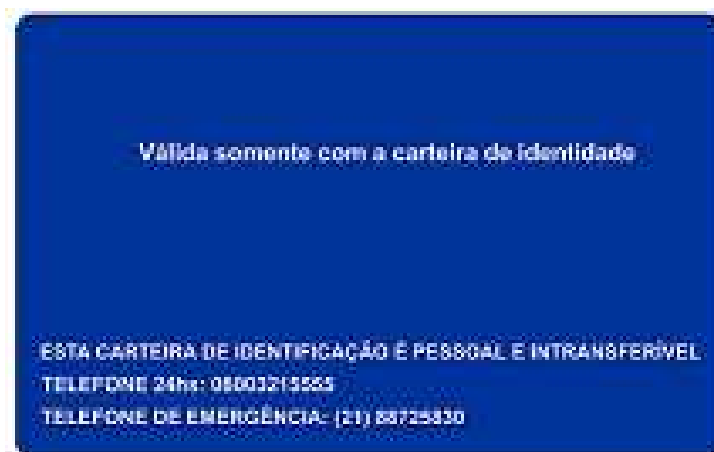 Válida somente com a carteira de identidade
ESTA CARTEIRA DE IDENTIFICAÇÃO É PESSOAL E INTRANSFERÍVEL
TELEFONE 24hs: 08003215555
TELEFONE DE EMERGÊNCIA: (21) 88725830